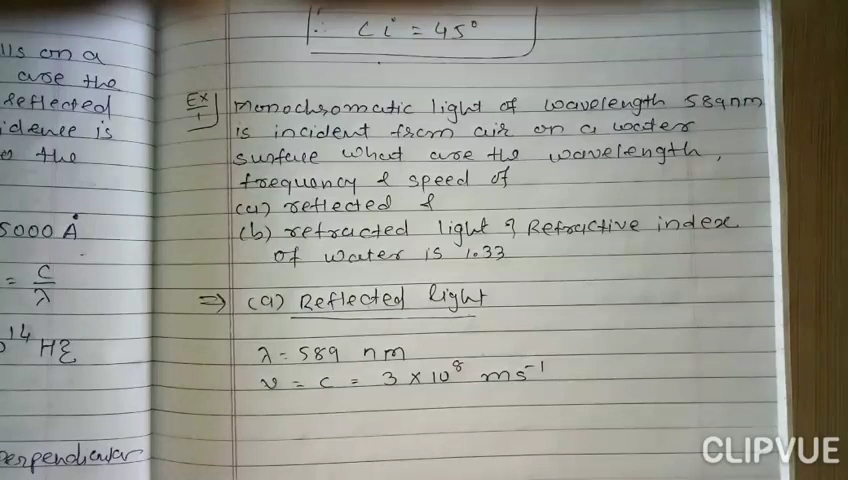 ∴ ∠i = 45°
lls on a
are the
reflected
idence is
the
5000 Å
= c/λ
14 HZ
perpendicular
Ex 1
Monochromatic light of wavelength 589nm
is incident from air on a water
surface what are the wavelength,
frequency & speed of
(a) reflected &
(b) refracted light ? Refractive index
of water is 1.33
⇒ (a) Reflected light
λ = 589 nm
v = c = 3 × 10⁸ ms⁻¹
CLIPVUE